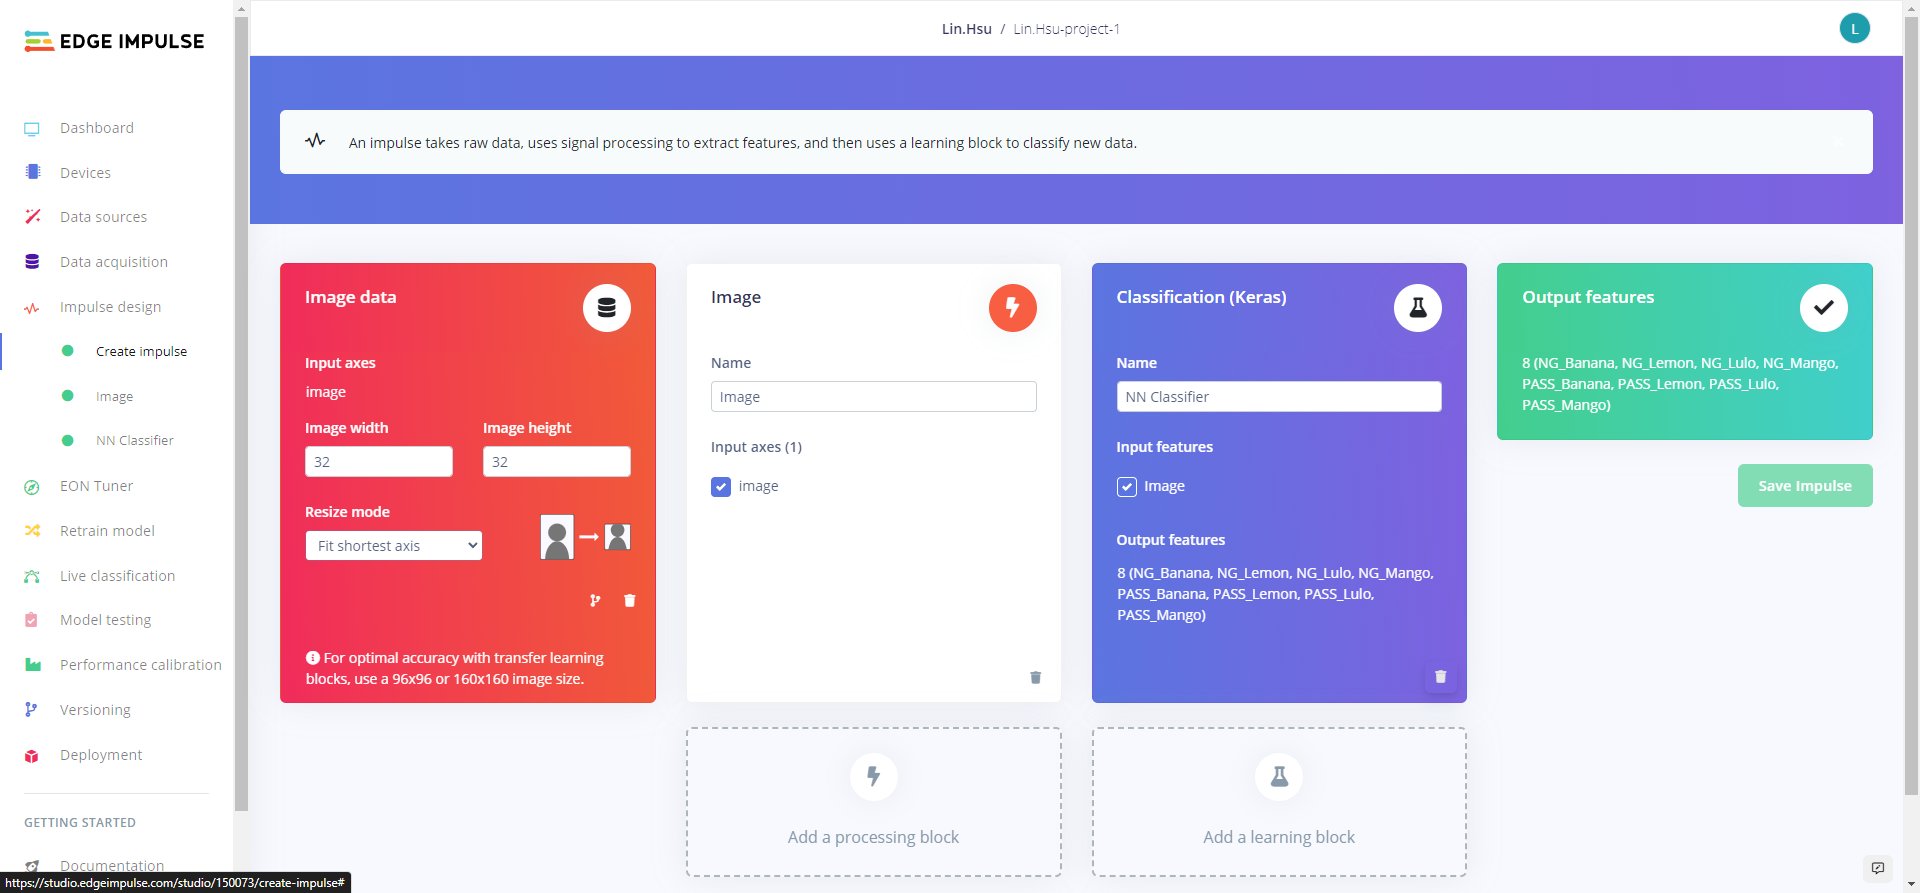 EDGE IMPULSE
Lin.Hsu / Lin.Hsu-project-1
L
Dashboard
Devices
Data sources
Data acquisition
Impulse design
Create impulse
Image
NN Classifier
EON Tuner
Retrain model
Live classification
Model testing
Performance calibration
Versioning
Deployment
GETTING STARTED
Documentation
https://studio.edgeimpulse.com/studio/150073/create-impulse#
An impulse takes raw data, uses signal processing to extract features, and then uses a learning block to classify new data.
Image data
Input axes
image
Image width
Image height
32
32
Resize mode
Fit shortest axis
For optimal accuracy with transfer learning
blocks, use a 96x96 or 160x160 image size.
Image
Name
Image
Input axes (1)
image
Add a processing block
Classification (Keras)
Name
NN Classifier
Input features
Image
Output features
8 (NG_Banana, NG_Lemon, NG_Lulo, NG_Mango,
PASS_Banana, PASS_Lemon, PASS_Lulo,
PASS_Mango)
Add a learning block
Output features
8 (NG_Banana, NG_Lemon, NG_Lulo, NG_Mango,
PASS_Banana, PASS_Lemon, PASS_Lulo,
PASS_Mango)
Save Impulse